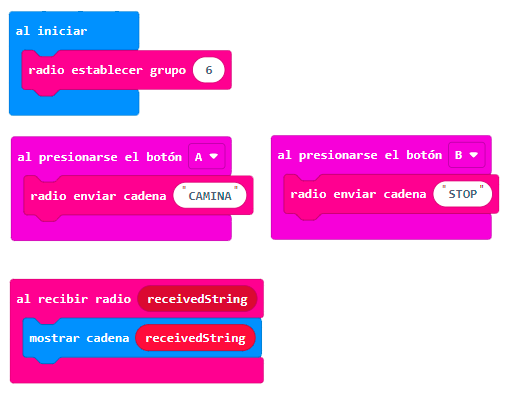 al iniciar
radio establecer grupo 6
al presionarse el botón A
radio enviar cadena "CAMINA"
al presionarse el botón B
radio enviar cadena "STOP"
al recibir radio receivedString
mostrar cadena receivedString